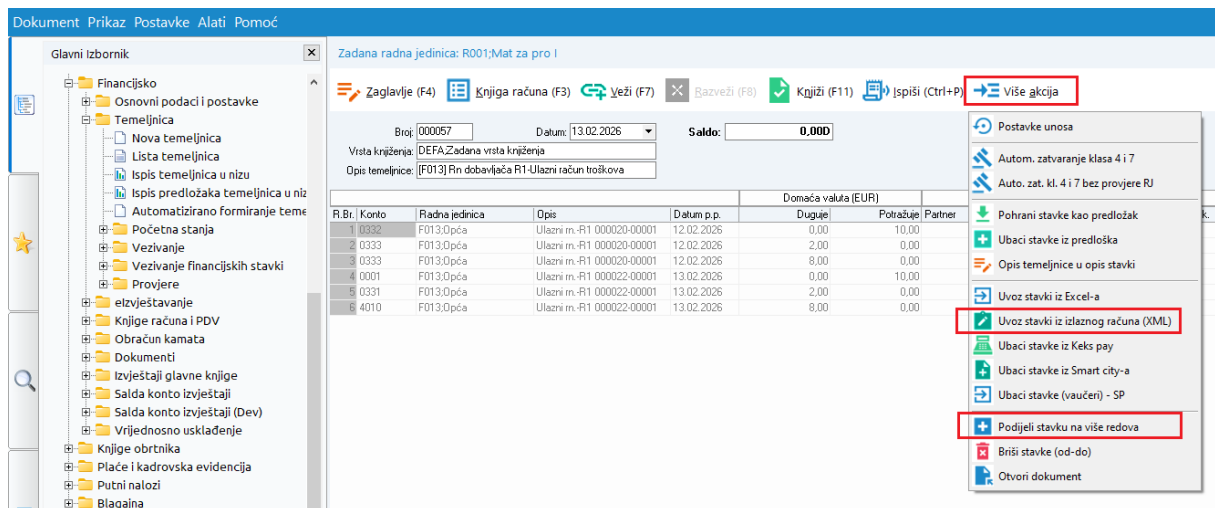 Dokument Prikaz Postavke Alati Pomoć
Glavni Izbornik
Financijsko
Osnovni podaci i postavke
Temeljnica
Nova temeljnica
Lista temeljnica
Ispis temeljnica u nizu
Ispis predložaka temeljnica u niz
Automatizirano formiranje teme
Početna stanja
Vezivanje
Vezivanje financijskih stavki
Provjere
eIzvještavanje
Knjige računa i PDV
Obračun kamata
Dokumenti
Izvještaji glavne knjige
Salda konto izvještaji
Salda konto izvještaji (Dev)
Vrijednosno usklađenje
Knjige obrtnika
Plaće i kadrovska evidencija
Putni nalozi
Blagajna
Zadana radna jedinica: R001;Mat za pro I
Zaglavlje (F4) Knjiga računa (F3) Veži (F7) Razveži (F8) Knjiži (F11) Ispiši (Ctrl+P) Više akcija
Broj: 000057 Datum: 13.02.2026 Saldo: 0,00D
Vrsta knjiženja: DEFA;Zadana vrsta knjiženja
Opis temeljnice: [F013] Rn dobavljača R1-Ulazni račun troškova
Domaća valuta (EUR)
R.Br. Konto Radna jedinica Opis Datum p.p. Duguje Potražuje Partner k.
1 0332 F013;Opća Ulazni rn.-R1 000020-00001 12.02.2026 0,00 10,00
2 0333 F013;Opća Ulazni rn.-R1 000020-00001 12.02.2026 2,00 0,00
3 0333 F013;Opća Ulazni rn.-R1 000020-00001 12.02.2026 8,00 0,00
4 0001 F013;Opća Ulazni rn.-R1 000022-00001 13.02.2026 0,00 10,00
5 0331 F013;Opća Ulazni rn.-R1 000022-00001 13.02.2026 2,00 0,00
6 4010 F013;Opća Ulazni rn.-R1 000022-00001 13.02.2026 8,00 0,00
Postavke unosa
Autom. zatvaranje klasa 4 i 7
Auto. zat. kl. 4 i 7 bez provjere RJ
Pohrani stavke kao predložak
Ubaci stavke iz predloška
Opis temeljnice u opis stavki
Uvoz stavki iz Excel-a
Uvoz stavki iz izlaznog računa (XML)
Ubaci stavke iz Keks pay
Ubaci stavke iz Smart city-a
Ubaci stavke (vaučeri) - SP
Podijeli stavku na više redova
Briši stavke (od-do)
Otvori dokument